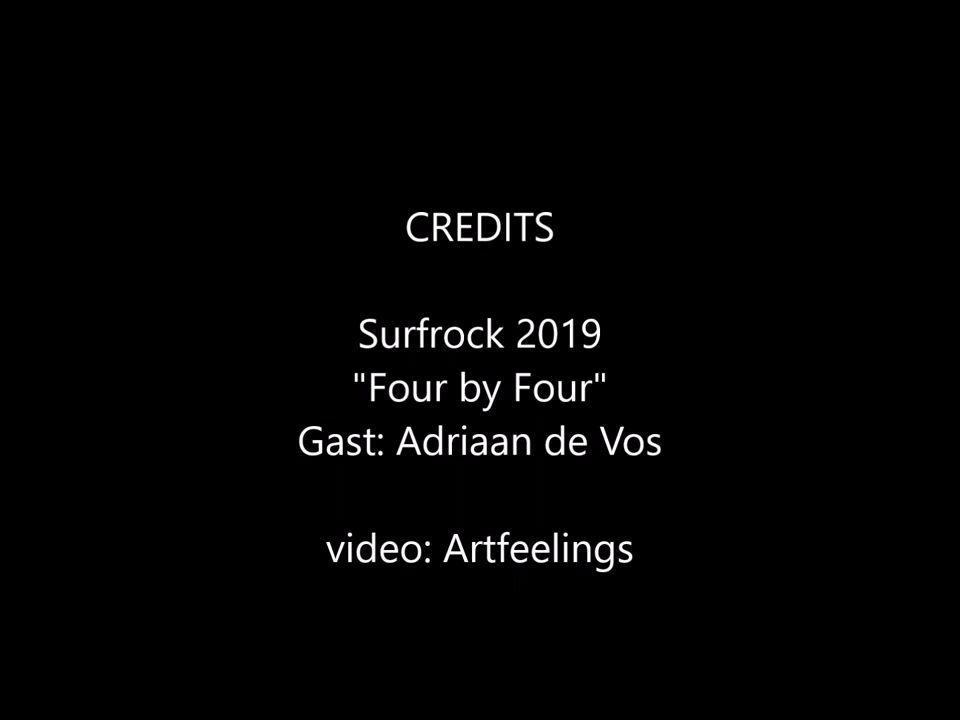 CREDITS
Surfrock 2019
"Four by Four"
Gast: Adriaan de Vos
video: Artfeelings